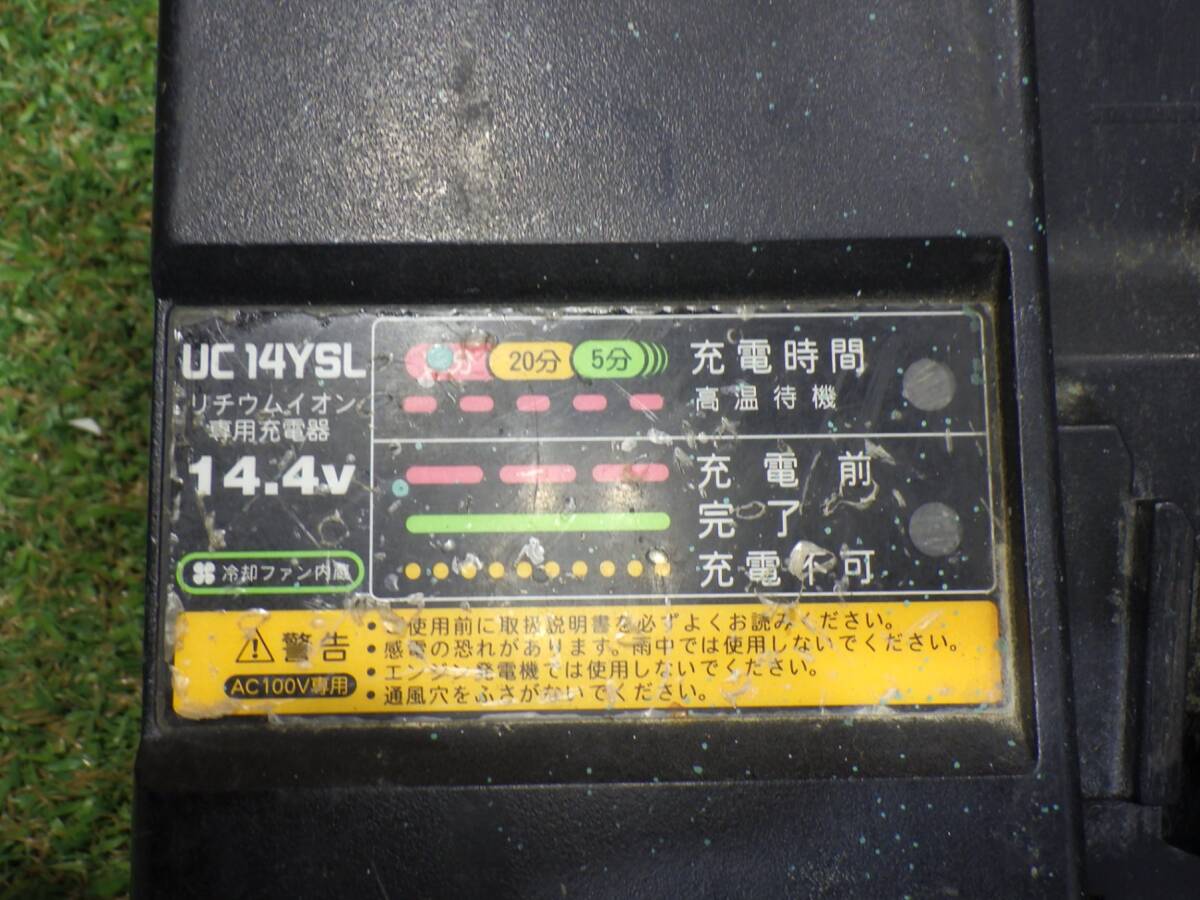 UC 14YSL
リチウムイオン
専用充電器
14.4v
冷却ファン内蔵
分 20分 5分 充電時間
高温待機
充電前
完了
充電不可
警告
AC100V専用
・ご使用前に取扱説明書を必ずよくお読みください。
・感電の恐れがあります。雨中では使用しないでください。
・エンジン発電機では使用しないでください。
・通風穴をふさがないでください。